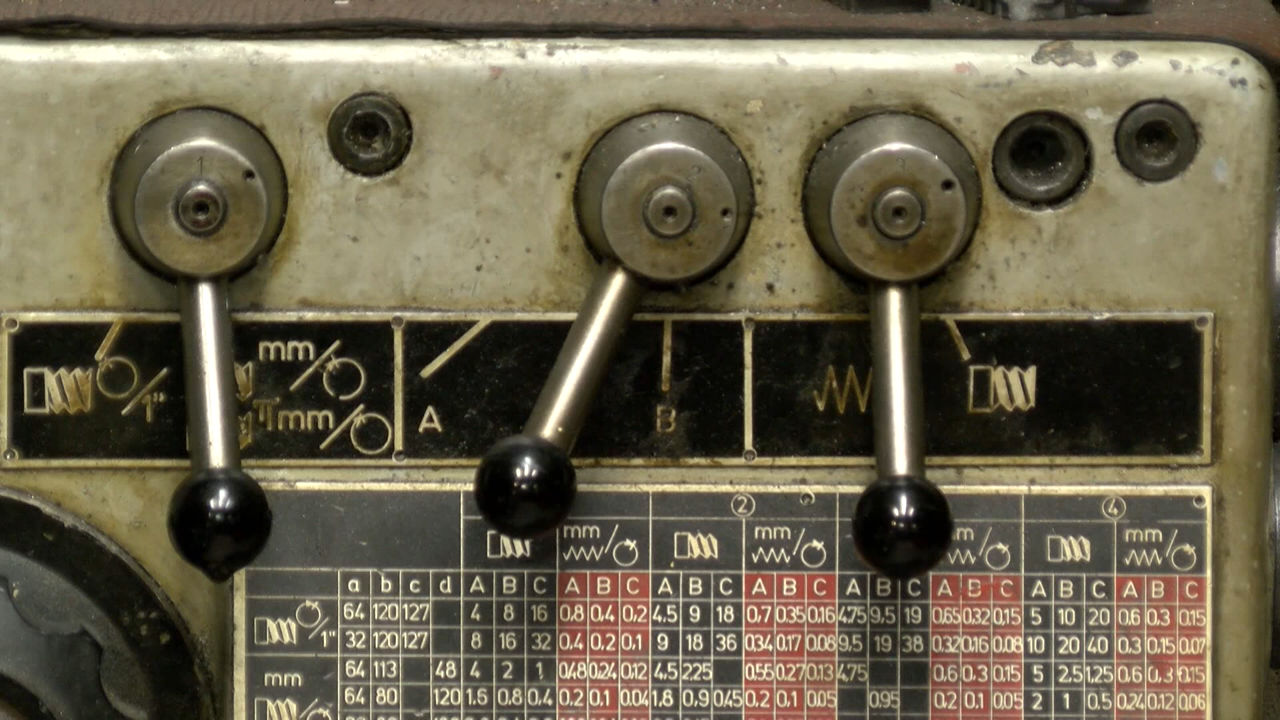 1 2 3
mm/
/1" πmm/
A B
② ④
mm/ mm/ mm/ mm/
a b c d A B C A B C A B C A B C A B C A B C A B C A B C
64 120 127 4 8 16 0,8 0.4 0.2 4.5 9 18 0.7 0.35 0.16 4.75 9,5 19 0.65 0.32 0.15 5 10 20 0.6 0.3 0.15
/1" 32 120 127 8 16 32 0,4 0.2 0.1 9 18 36 0.34 0.17 0.08 9,5 19 38 0.32 0.16 0.08 10 20 40 0.3 0.15 0.07
mm 64 113 48 4 2 1 0.48 0.24 0.12 4,5 2.25 0.55 0.27 0.13 4,75 0.6 0.3 0.15 5 2.5 1.25 0.6 0.3 0.15
64 80 120 1.6 0.8 0.4 0.2 0.1 0.04 1.8 0.9 0.45 0.2 0.1 0.05 0.95 0.2 0.1 0.05 2 1 0.5 0.24 0.12 0.06